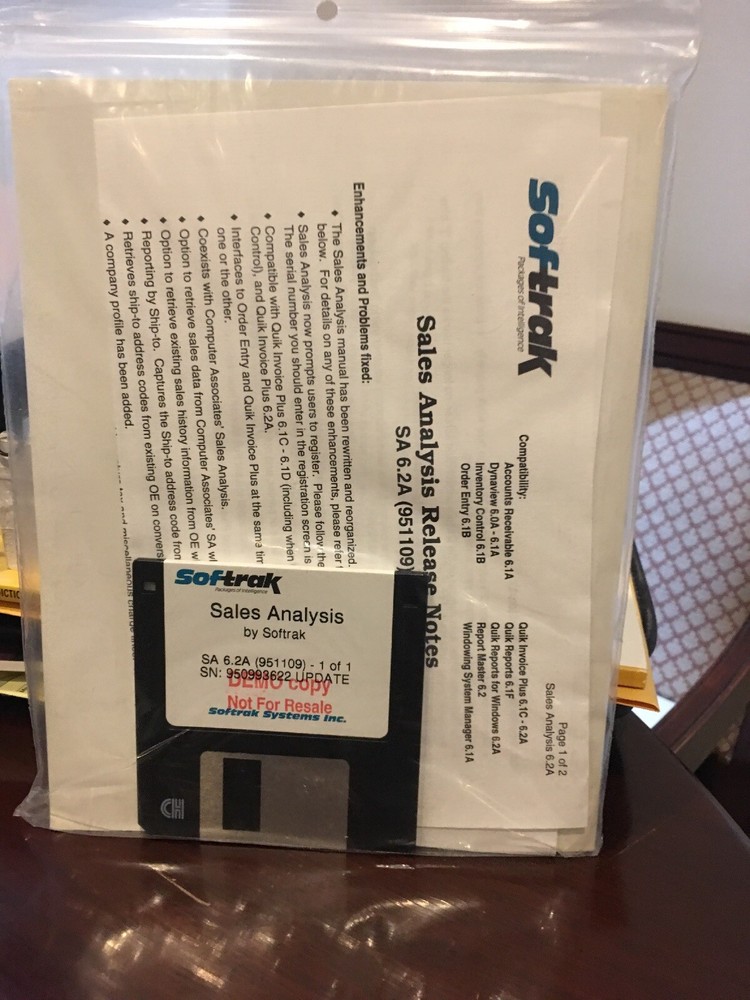 Softrak
Packages of Intelligence
Page 1 of 2
Sales Analysis 6.2A
Compatibility:
Accounts Receivable 6.1A
Dynaview 6.0A - 6.1A
Inventory Control 6.1B
Order Entry 6.1B
Quik Invoice Plus 6.1C - 6.2A
Quik Reports 6.1F
Quik Reports for Windows 6.2A
Report Master 6.2
Windowing System Manager 6.1A
Sales Analysis Release Notes
SA 6.2A (951109)
Enhancements and Problems fixed:
♦ The Sales Analysis manual has been rewritten and reorganized.
below. For details on any of these enhancements, please refer
♦ Sales Analysis now prompts users to register. Please follow the
The serial number you should enter in the registration screen is
♦ Compatible with Quik Invoice Plus 6.1C - 6.1D (including when
Control), and Quik Invoice Plus 6.2A.
♦ Interfaces to Order Entry and Quik Invoice Plus at the same
one or the other.
♦ Coexists with Computer Associates' Sales Analysis.
♦ Option to retrieve sales data from Computer Associates' SA
♦ Option to retrieve existing sales history information from OE
♦ Reporting by Ship-to. Captures the Ship-to address code from
♦ Retrieves ship-to address codes from existing OE on
♦ A company profile has been added.
and miscellaneous charge
Softrak
Packages of Intelligence
Sales Analysis
by Softrak
SA 6.2A (951109) - 1 of 1
SN: 950993622 UPDATE
DEMO copy
Not For Resale
Softrak Systems Inc.